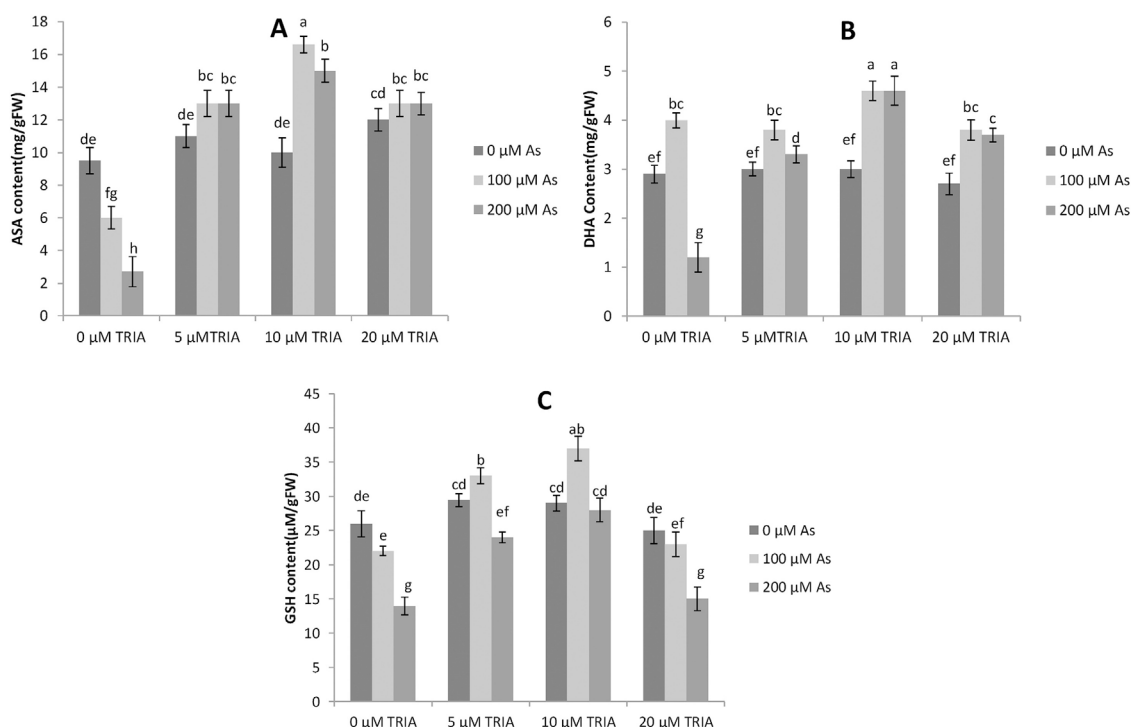 A
ASA content(mg/gFW)
18
16
14
12
10
8
6
4
2
0
de
fg
h
de
bc
bc
de
a
b
cd
bc
bc
0 µM TRIA
5 µMTRIA
10 µM TRIA
20 µM TRIA
0 µM As
100 µM As
200 µM As
B
DHA Content(mg/gFW)
6
5
4
3
2
1
0
ef
bc
g
ef
bc
d
ef
a
a
ef
bc
c
0 µM TRIA
5 µMTRIA
10 µM TRIA
20 µM TRIA
0 µM As
100 µM As
200 µM As
C
GSH content(µM/gFW)
45
40
35
30
25
20
15
10
5
0
de
e
g
cd
b
ef
cd
ab
cd
de
ef
g
0 µM TRIA
5 µM TRIA
10 µM TRIA
20 µM TRIA
0 µM As
100 µM As
200 µM As